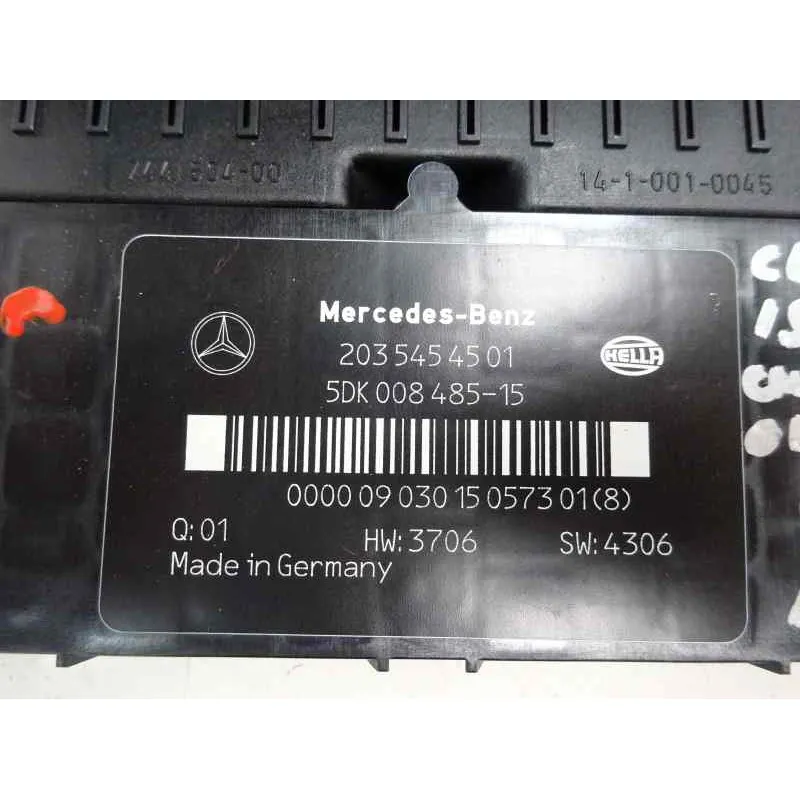 14-1-001-0045
Mercedes-Benz
203 545 45 01
HELLA
5DK 008 485-15
0000 09 030 15 0573 01(8)
Q: 01
HW: 3706
SW: 4306
Made in Germany